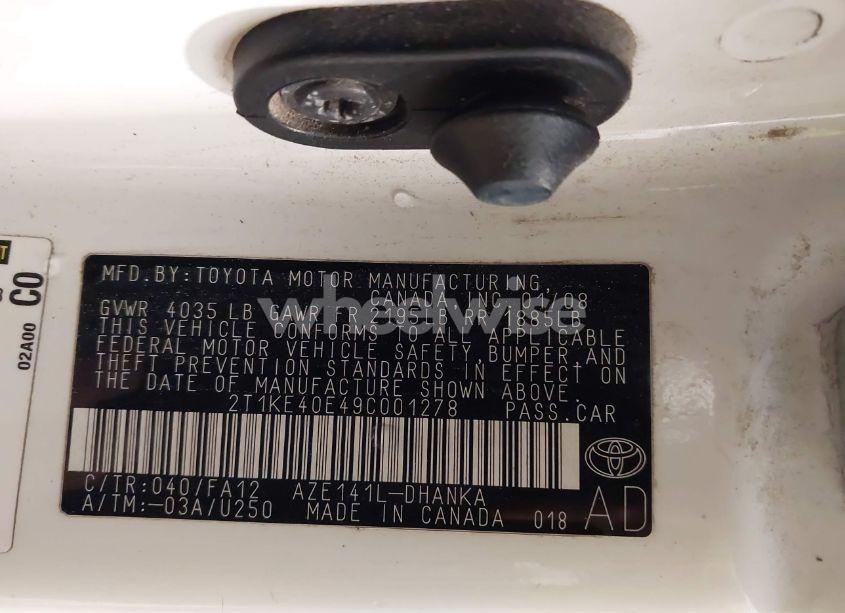 MFD.BY:TOYOTA MOTOR MANUFACTURING,
CANADA INC.
GVWR 4035 LB GAWR FR 2195LB RR 1885LB
THIS VEHICLE CONFORMS TO ALL APPLICABLE
FEDERAL MOTOR VEHICLE SAFETY, BUMPER, AND
THEFT PREVENTION STANDARDS IN EFFECT ON
THE DATE OF MANUFACTURE SHOWN ABOVE.
2T1KE40E49C001278 PASS.CAR
C/TR:040/FA12 AZE141L-DHANKA
A/TM:-03A/U250 MADE IN CANADA 018 AD
wheelwise
CO
02A00